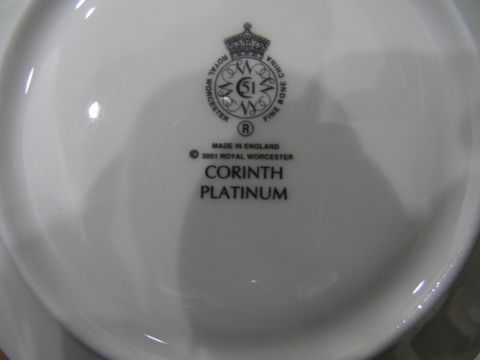 ROYAL WORCESTER
FINE BONE CHINA
51
®
MADE IN ENGLAND
© 2001 ROYAL WORCESTER
CORINTH
PLATINUM